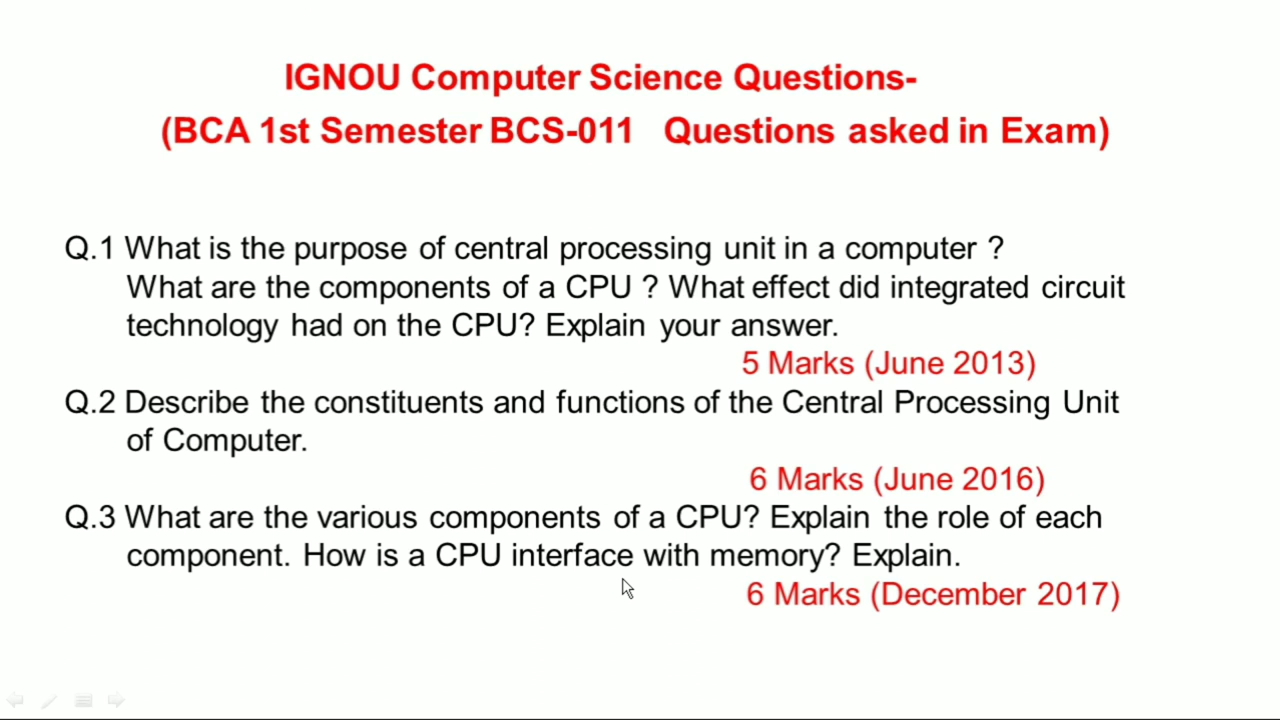 IGNOU Computer Science Questions-
(BCA 1st Semester BCS-011 Questions asked in Exam)
Q.1 What is the purpose of central processing unit in a computer ?
What are the components of a CPU ? What effect did integrated circuit
technology had on the CPU? Explain your answer.
5 Marks (June 2013)
Q.2 Describe the constituents and functions of the Central Processing Unit
of Computer.
6 Marks (June 2016)
Q.3 What are the various components of a CPU? Explain the role of each
component. How is a CPU interface with memory? Explain.
6 Marks (December 2017)